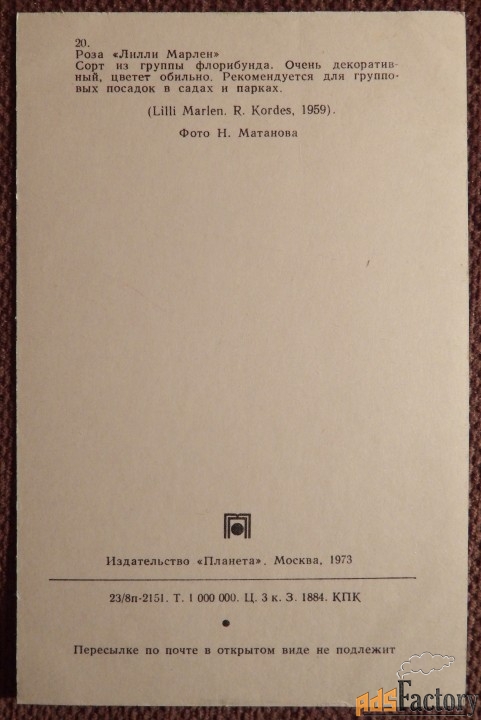 20.
Роза «Лилли Марлен»
Сорт из группы флорибунда. Очень декоратив-
ный, цветет обильно. Рекомендуется для группо-
вых посадок в садах и парках.
(Lilli Marlen. R. Kordes, 1959).
Фото Н. Матанова
Издательство «Планета». Москва, 1973
23/8п-2151. Т. 1 000 000. Ц. 3 к. З. 1884. КПК
Пересылке по почте в открытом виде не подлежит
adsFactory